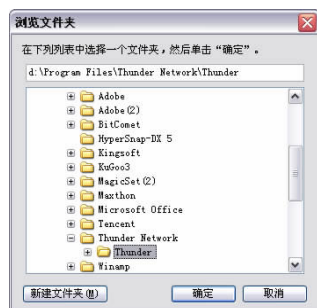 浏览文件夹
在下列列表中选择一个文件夹,然后单击“确定”。
d:\Program Files\Thunder Network\Thunder
Adobe
Adobe(2)
BitComet
HyperSnap-DX 5
Kingsoft
KuGoo3
MagicSet(2)
Maxthon
Microsoft Office
Tencent
Thunder Network
Thunder
Winamp
新建文件夹(M) 确定 取消